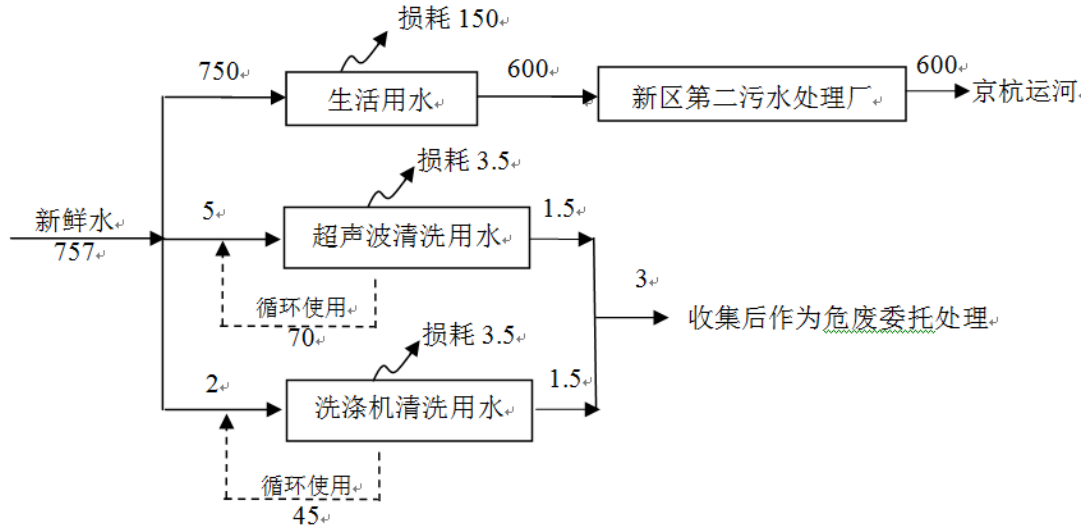 损耗 150
750
生活用水
600
新区第二污水处理厂
600
京杭运河
损耗 3.5
新鲜水
757
5
超声波清洗用水
1.5
循环使用
70
3
收集后作为危废委托处理
损耗 3.5
2
洗涤机清洗用水
1.5
循环使用
45